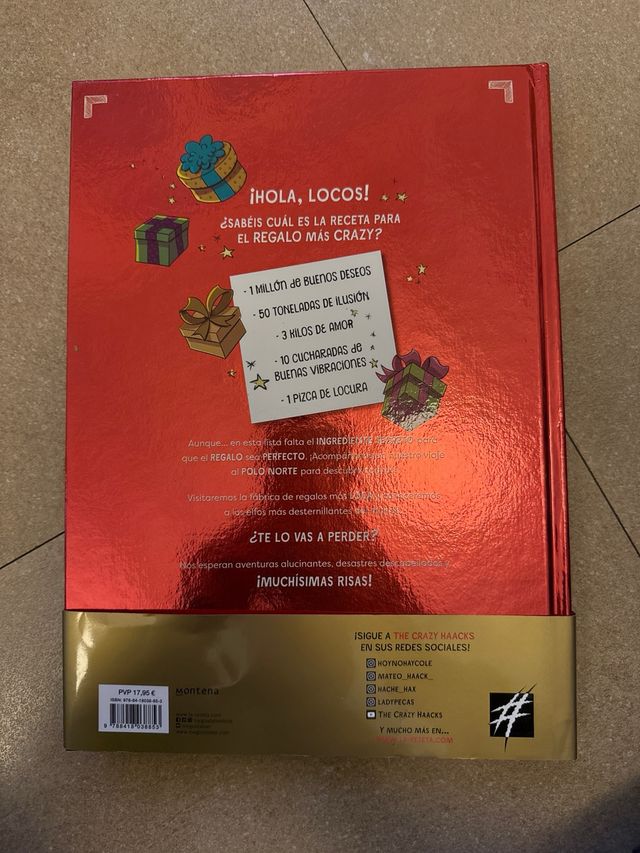 ¡HOLA, LOCOS!
¿SABÉIS CUÁL ES LA RECETA PARA
EL REGALO MÁS CRAZY?
- 1 MILLÓN de BUENOS DESEOS
- 50 TONELADAS DE ILUSIÓN
- 3 KILOS DE AMOR
- 10 CUCHARADAS de
BUENAS VIBRACIONES
- 1 PIZCA DE LOCURA
Aunque... en esta lista falta el INGREDIENTE para
que el REGALO sea PERFECTO. nuestro viaje
al POLO NORTE para
Visitaremos la fábrica de regalos más
a los elfos más desternillantes
¿TE LO VAS A PERDER?
Nos esperan aventuras alucinantes, desastres descabellados y
¡MUCHÍSIMAS RISAS!
¡SIGUE A THE CRAZY HAACKS
EN SUS REDES SOCIALES!
HOYNOHAYCOLE
MATEO_HAACK_
HACHE_HAX
LADYPECAS
THE CRAZY HAACKS
Y MUCHO MÁS EN...
PVP 17,95 €
Montena
#